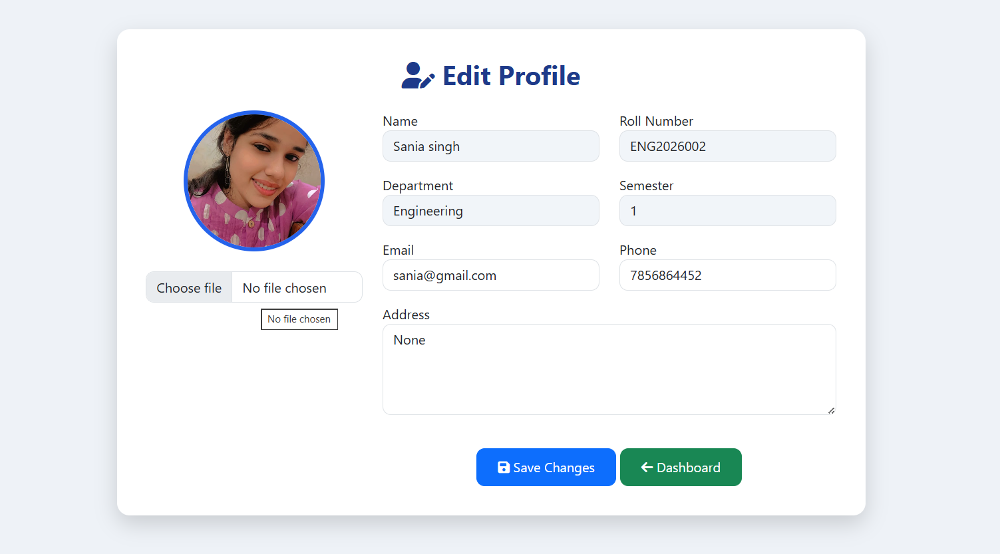 Edit Profile
Name
Roll Number
Sania singh
ENG2026002
Department
Semester
Engineering
1
Email
Phone
sania@gmail.com
7856864452
Choose file
No file chosen
No file chosen
Address
None
Save Changes
Dashboard